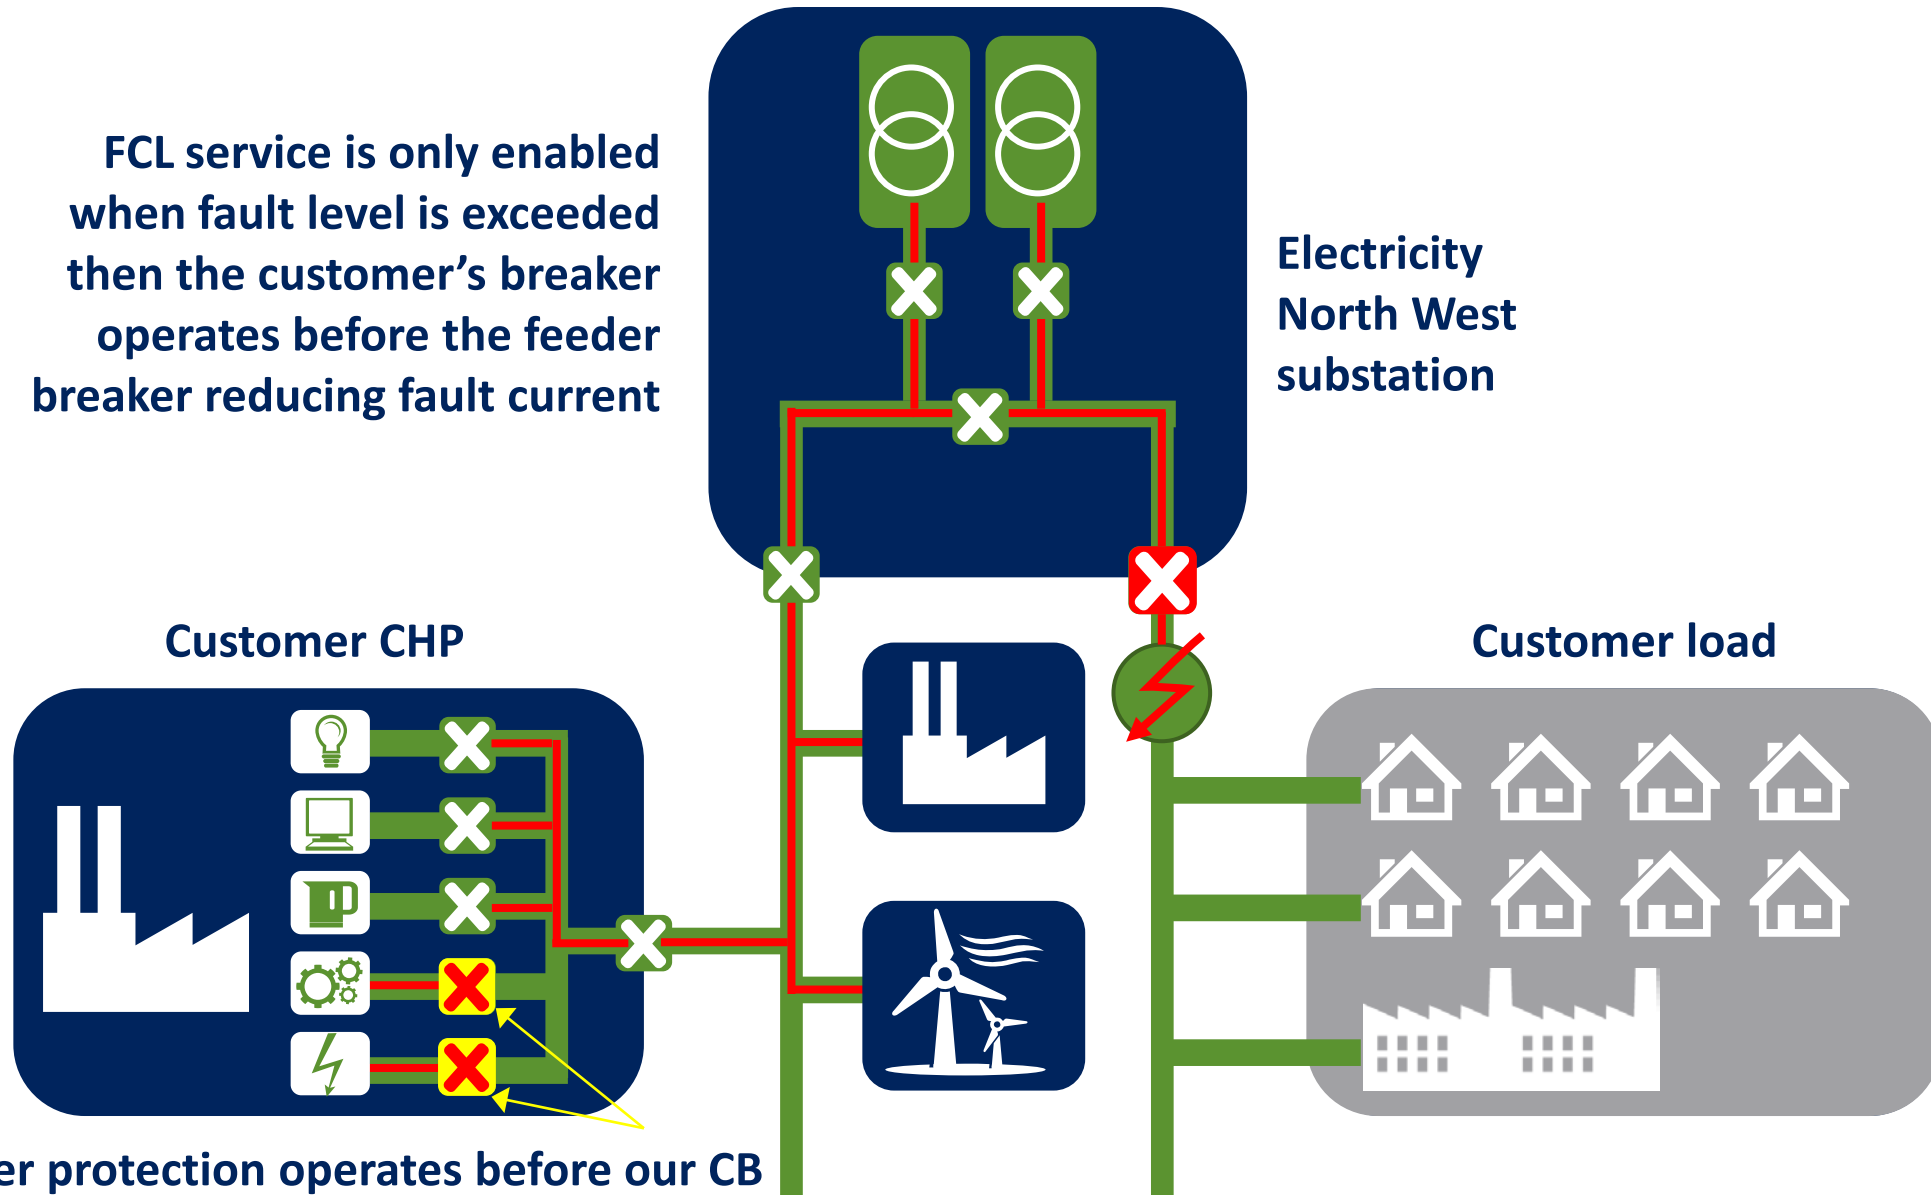 FCL service is only enabled
when fault level is exceeded
then the customer’s breaker
operates before the feeder
breaker reducing fault current
Electricity
North West
substation
Customer CHP
Customer load
er protection operates before our CB